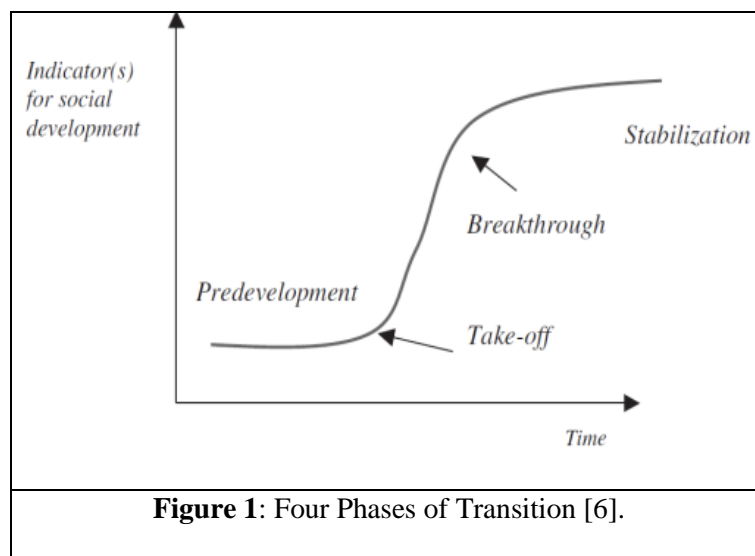 Indicator(s)
for social
development
Stabilization
Breakthrough
Predevelopment
Take-off
Time
Figure 1: Four Phases of Transition [6].